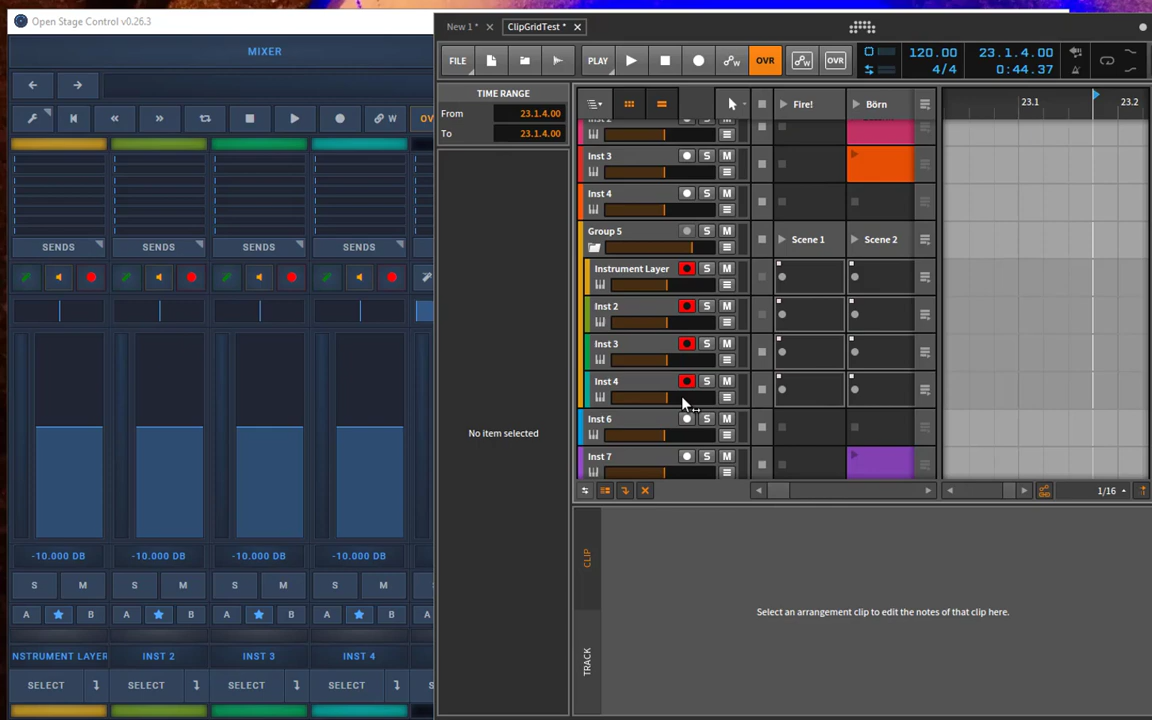 Open Stage Control v0.26.3
MIXER
W
SENDS
SENDS
SENDS
SENDS
-10.000 DB
-10.000 DB
-10.000 DB
-10.000 DB
S M
S M
S M
S M
A B
A B
A B
A B
NSTRUMENT LAYER
INST 2
INST 3
INST 4
SELECT
SELECT
SELECT
SELECT
New 1 *
ClipGridTest *
FILE
PLAY
OVR
OVR
120.00
4/4
23.1.4.00
0:44.37
TIME RANGE
From 23.1.4.00
To 23.1.4.00
No item selected
Fire!
Börn
23.1
23.2
Inst 3 S M
Inst 4 S M
Group 5 S M
Scene 1
Scene 2
Instrument Layer S M
Inst 2 S M
Inst 3 S M
Inst 4 S M
Inst 6 S M
Inst 7 S M
1/16
CLIP
TRACK
Select an arrangement clip to edit the notes of that clip here.